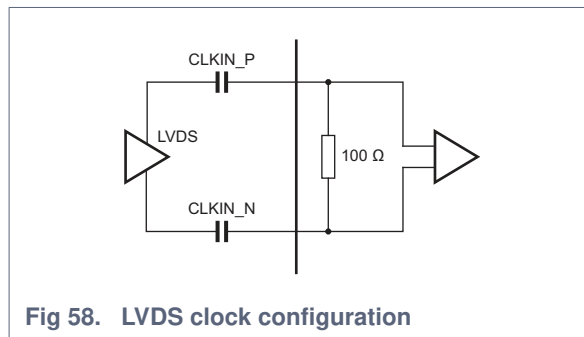 CLKIN_P
LVDS
100 Ω
CLKIN_N
Fig 58. LVDS clock configuration